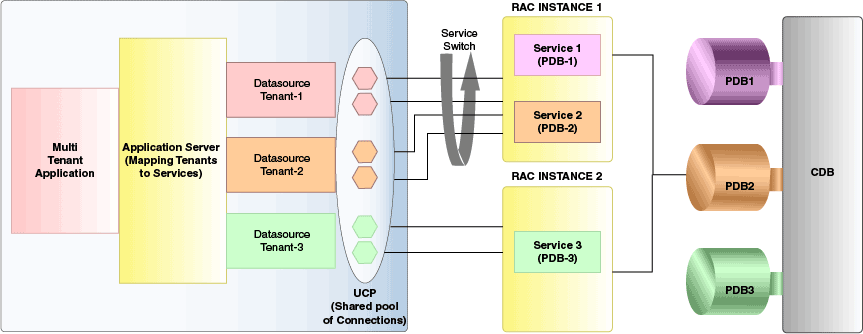 Multi
Tenant
Application
Application Server
(Mapping Tenants
to Services)
Datasource
Tenant-1
Datasource
Tenant-2
Datasource
Tenant-3
UCP
(Shared pool
of Connections)
Service
Switch
RAC INSTANCE 1
Service 1
(PDB-1)
Service 2
(PDB-2)
RAC INSTANCE 2
Service 3
(PDB-3)
PDB1
PDB2
PDB3
CDB